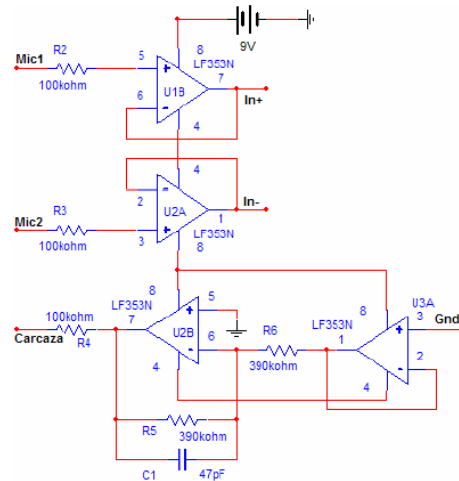 9V
R2
Mic1
5
8
LF353N
7
100kohm
6
U1B
In+
4
4
2
U2A
In-
1
Mic2
R3
3
LF353N
100kohm
8
8
5
8
U3A
100kohm
LF353N
7
U2B
R6
LF353N
1
3
Gnd
Carcaza
R4
6
2
4
390kohm
4
R5
390kohm
C1
47pF